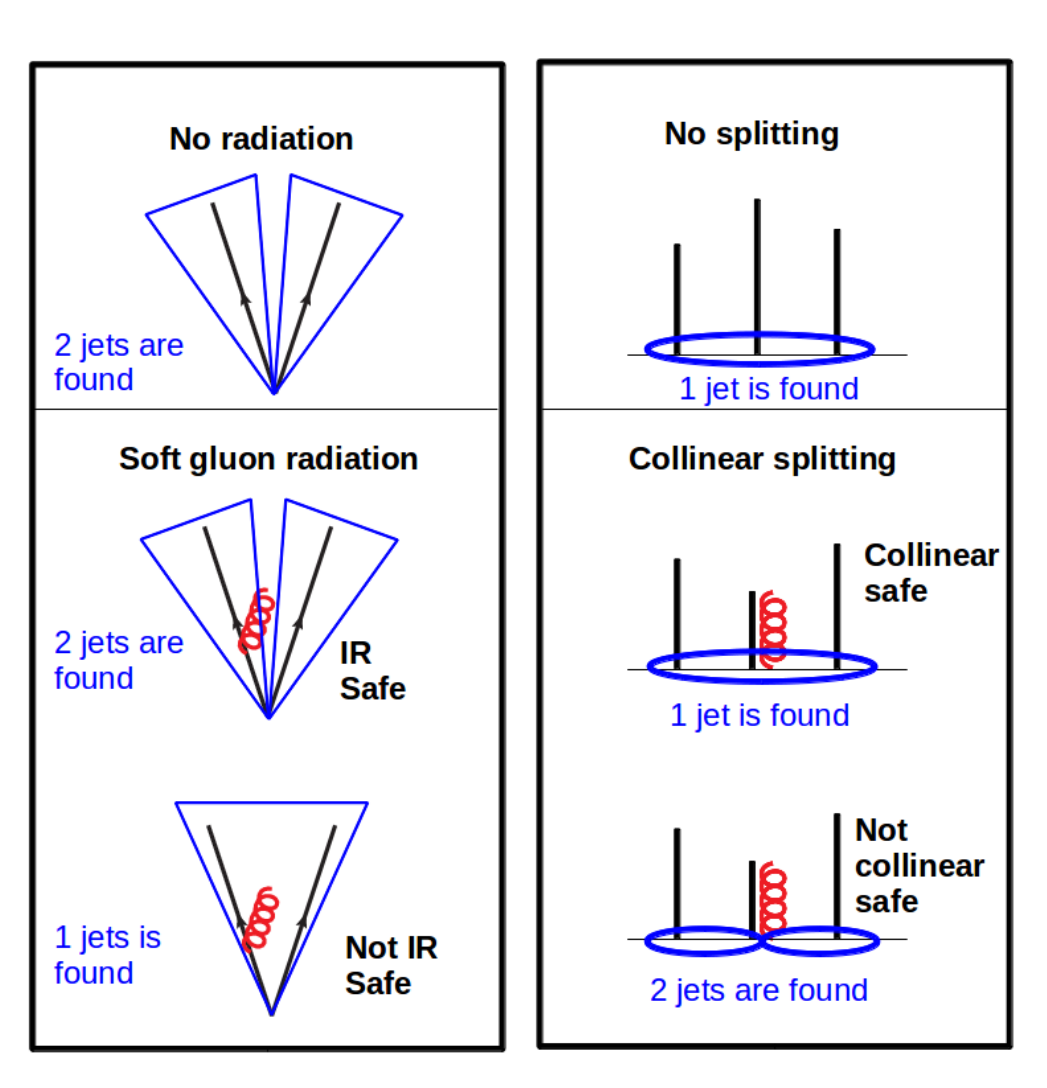 No radiation
2 jets are
found
Soft gluon radiation
2 jets are
found
IR
Safe
1 jets is
found
Not IR
Safe
No splitting
1 jet is found
Collinear splitting
Collinear
safe
1 jet is found
Not
collinear
safe
2 jets are found